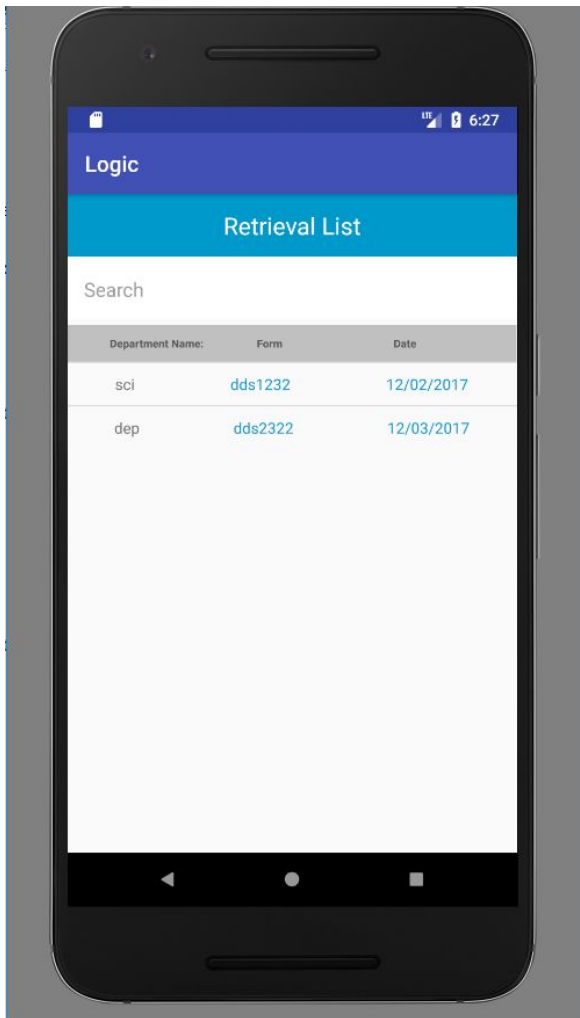 LTE 6:27
Logic
Retrieval List
Search
Department Name: Form Date
sci dds1232 12/02/2017
dep dds2322 12/03/2017